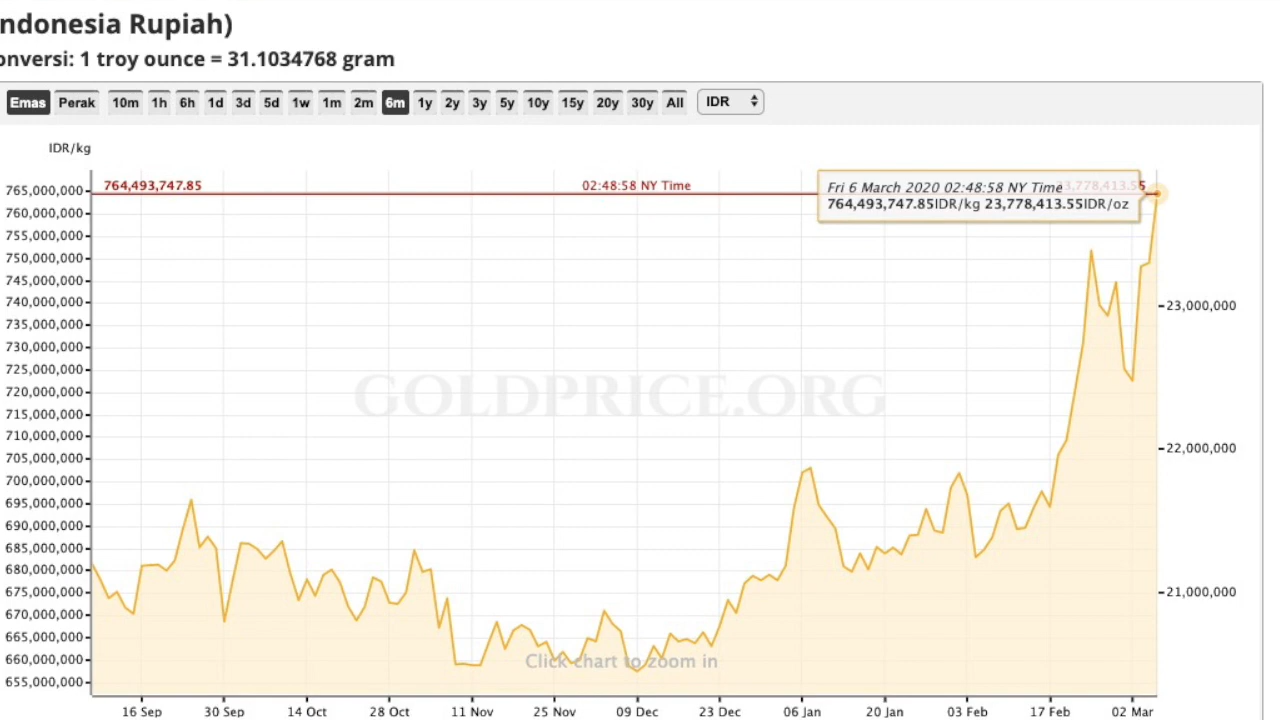 ndonesia Rupiah)
onversi: 1 troy ounce = 31.1034768 gram
Emas Perak 10m 1h 6h 1d 3d 5d 1w 1m 2m 6m 1y 2y 3y 5y 10y 15y 20y 30y All IDR
IDR/kg
764,493,747.85 02:48:58 NY Time 23,778,413.55
Fri 6 March 2020 02:48:58 NY Time
764,493,747.85IDR/kg 23,778,413.55IDR/oz
765,000,000
760,000,000
755,000,000
750,000,000
745,000,000
740,000,000
735,000,000
730,000,000
725,000,000
720,000,000
715,000,000
710,000,000
705,000,000
700,000,000
695,000,000
690,000,000
685,000,000
680,000,000
675,000,000
670,000,000
665,000,000
660,000,000
655,000,000
23,000,000
22,000,000
21,000,000
GOLDPRICE.ORG
Click chart to zoom in
16 Sep 30 Sep 14 Oct 28 Oct 11 Nov 25 Nov 09 Dec 23 Dec 06 Jan 20 Jan 03 Feb 17 Feb 02 Mar